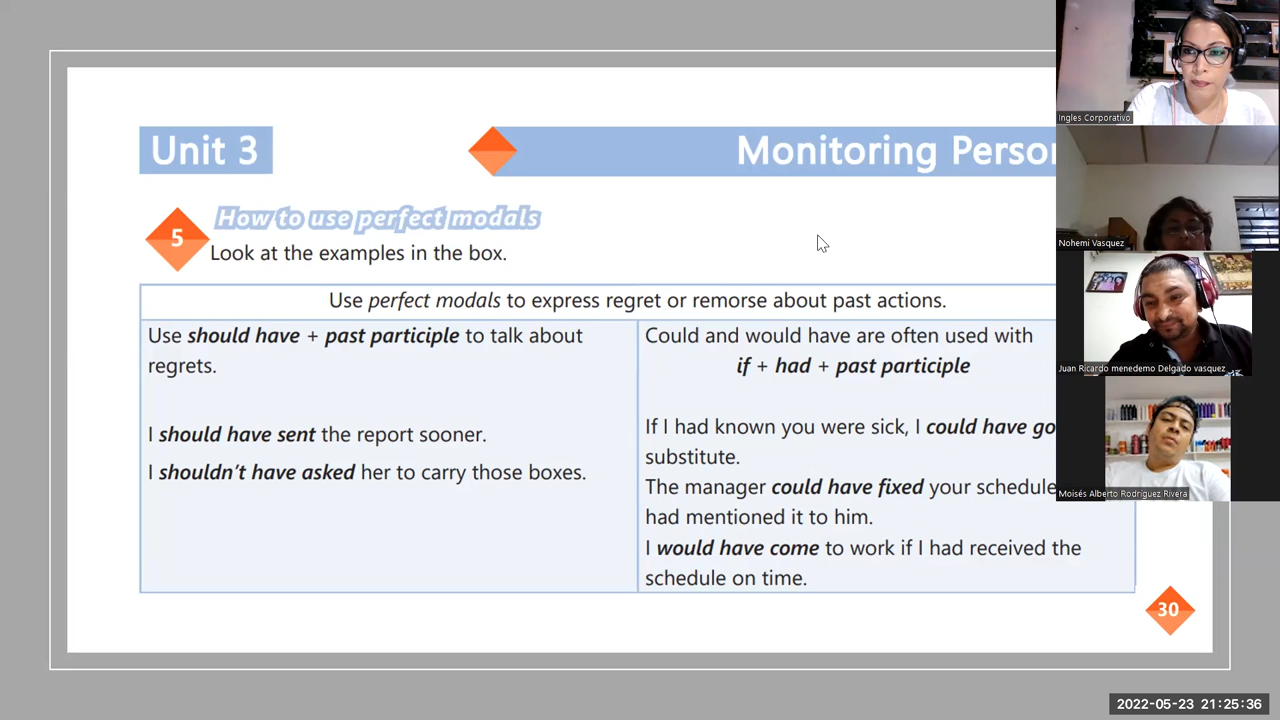 Unit 3
Monitoring
How to use perfect modals
5
Look at the examples in the box.
Use perfect modals to express regret or remorse about past actions.
Use should have + past participle to talk about
regrets.
I should have sent the report sooner.
I shouldn't have asked her to carry those boxes.
Could and would have are often used with
if + had + past participle
If I had known you were sick, I could have
substitute.
The manager could have fixed your schedule
had mentioned it to him.
I would have come to work if I had received the
schedule on time.
30
Ingles Corporativo
Nohemi Vasquez
Juan Ricardo menedemo Delgado vasquez
Moisés Alberto Rodriguez Rivera
2022-05-23 21:25:36